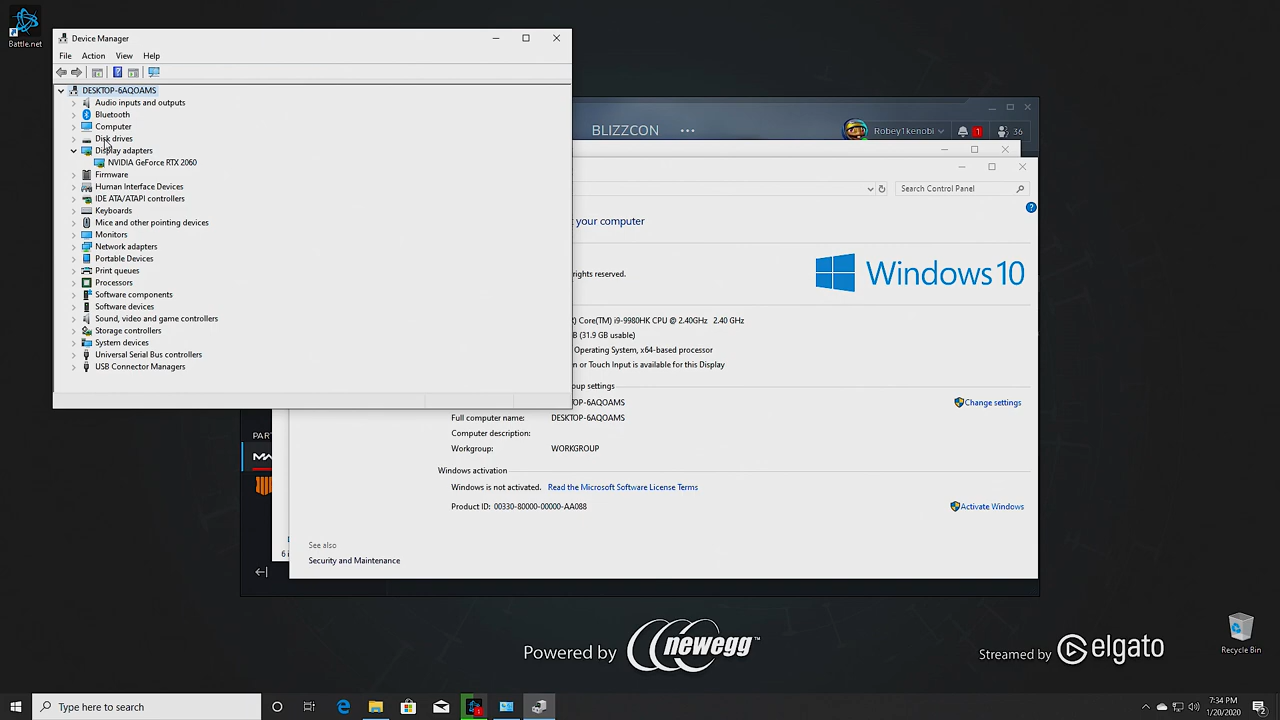 Battle.net
Device Manager
File Action View Help
DESKTOP-6AQOAMS
Audio inputs and outputs
Bluetooth
Computer
Disk drives
Display adapters
NVIDIA GeForce RTX 2060
Firmware
Human Interface Devices
IDE ATA/ATAPI controllers
Keyboards
Mice and other pointing devices
Monitors
Network adapters
Portable Devices
Print queues
Processors
Software components
Software devices
Sound, video and game controllers
Storage controllers
System devices
Universal Serial Bus controllers
USB Connector Managers
BLIZZCON
Robey1kenobi 1 36
Search Control Panel
your computer
rights reserved.
Windows 10
) Core(TM) i9-9980HK CPU @ 2.40GHz 2.40 GHz
B (31.9 GB usable)
Operating System, x64-based processor
n or Touch Input is available for this Display
oup settings
OP-6AQOAMS
Change settings
Full computer name: DESKTOP-6AQOAMS
Computer description:
Workgroup: WORKGROUP
Windows activation
Windows is not activated. Read the Microsoft Software License Terms
Product ID: 00330-80000-00000-AA088
Activate Windows
See also
Security and Maintenance
PAR
6 i
Powered by newegg
Streamed by elgato
Recycle Bin
Type here to search
1
7:34 PM
1/20/2020